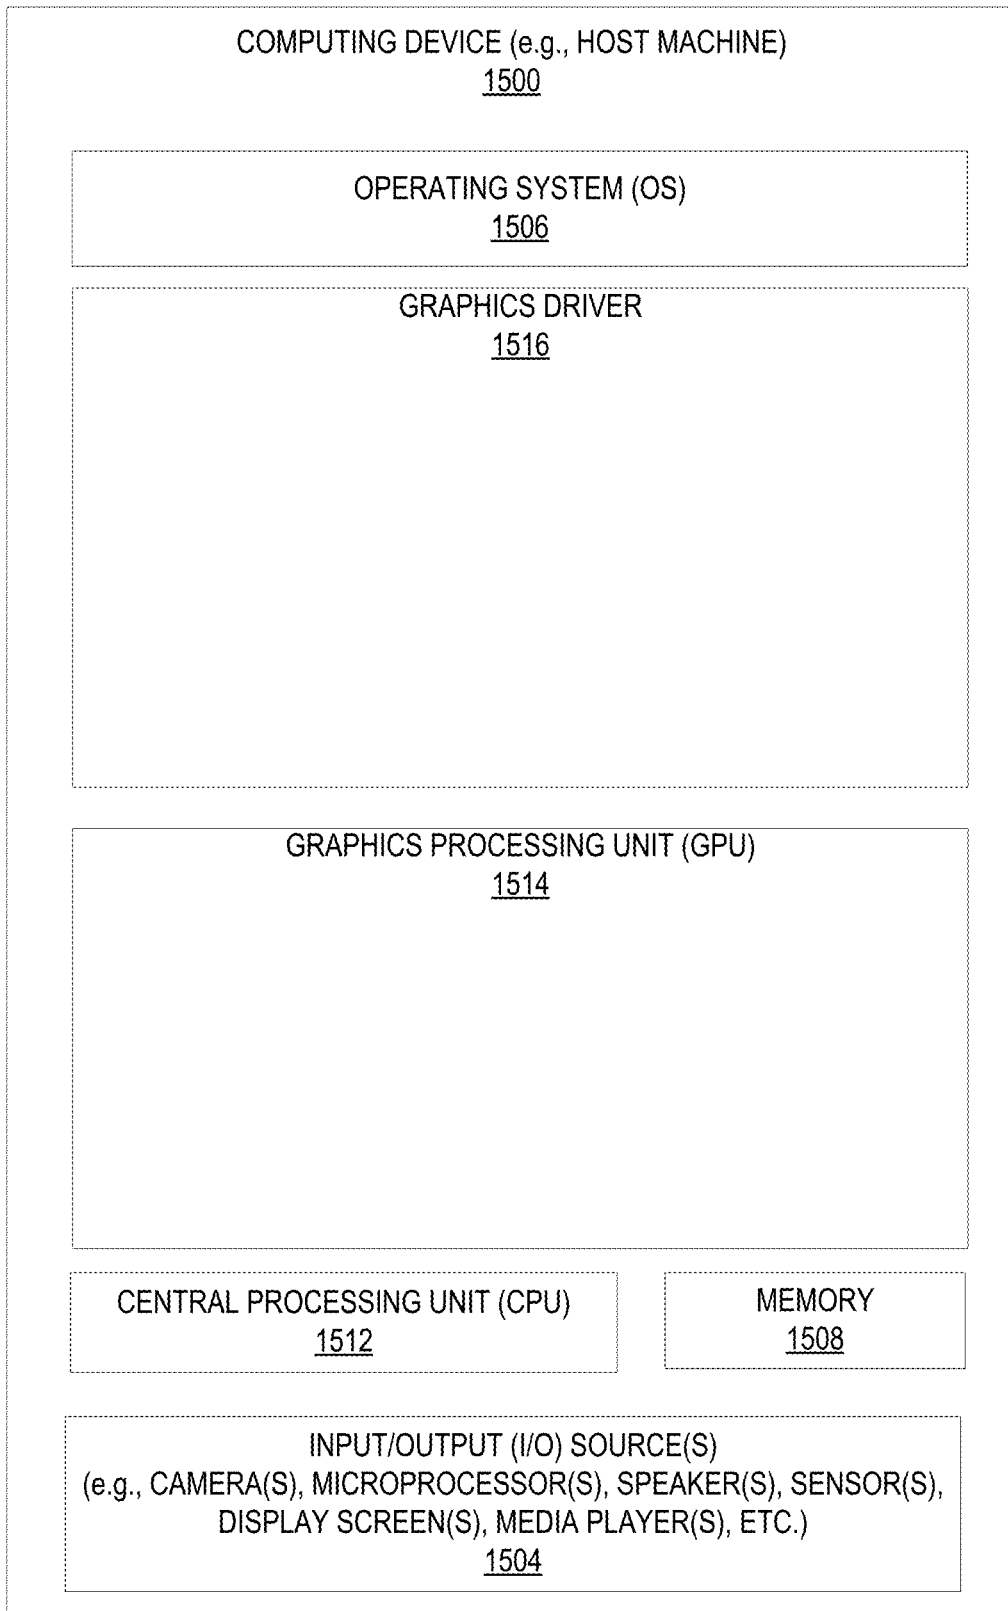 COMPUTING DEVICE (e.g., HOST MACHINE)
1500
OPERATING SYSTEM (OS)
1506
GRAPHICS DRIVER
1516
GRAPHICS PROCESSING UNIT (GPU)
1514
CENTRAL PROCESSING UNIT (CPU)
1512
MEMORY
1508
INPUT/OUTPUT (I/O) SOURCE(S)
(e.g., CAMERA(S), MICROPROCESSOR(S), SPEAKER(S), SENSOR(S),
DISPLAY SCREEN(S), MEDIA PLAYER(S), ETC.)
1504